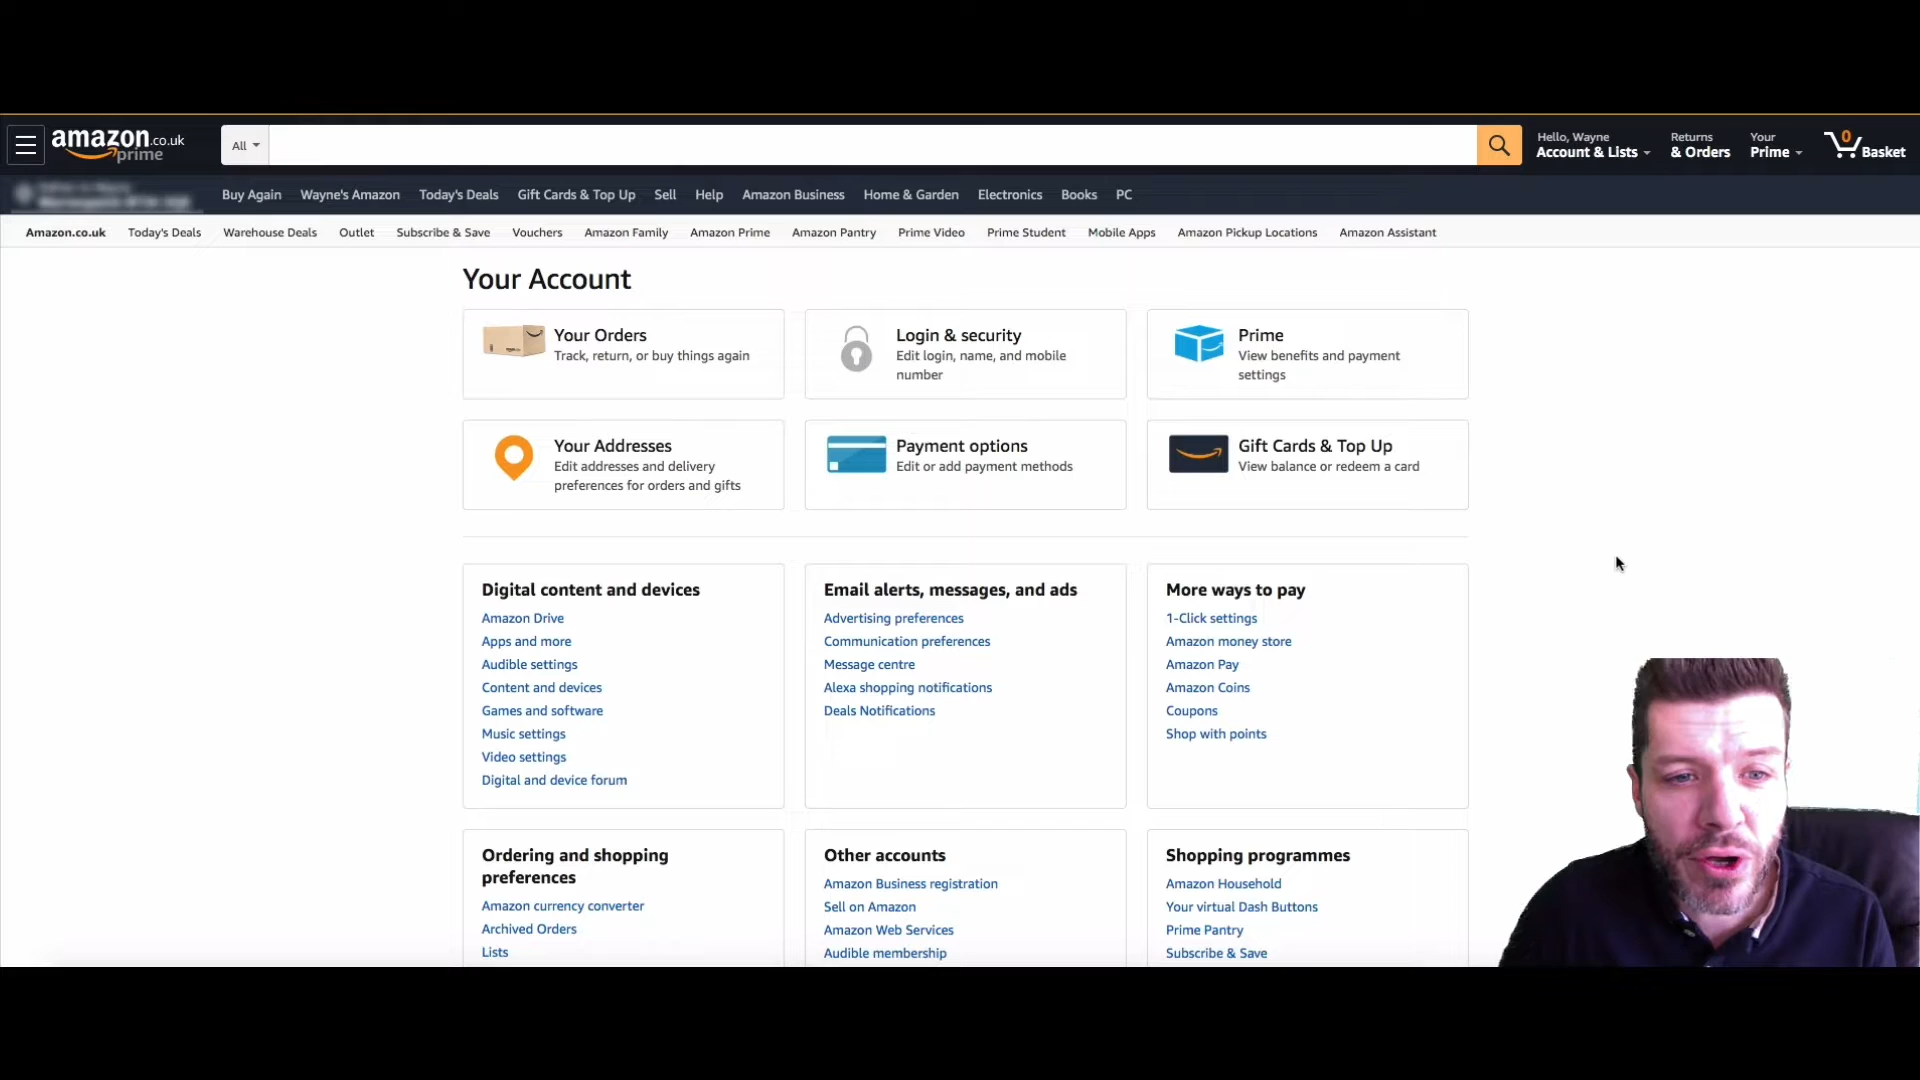 amazon.co.uk
prime
All
Hello, Wayne
Account & Lists
Returns
& Orders
Your
Prime
0
Basket
Buy Again
Wayne's Amazon
Today's Deals
Gift Cards & Top Up
Sell
Help
Amazon Business
Home & Garden
Electronics
Books
PC
Amazon.co.uk
Today's Deals
Warehouse Deals
Outlet
Subscribe & Save
Vouchers
Amazon Family
Amazon Prime
Amazon Pantry
Prime Video
Prime Student
Mobile Apps
Amazon Pickup Locations
Amazon Assistant
Your Account
Your Orders
Track, return, or buy things again
Login & security
Edit login, name, and mobile
number
Prime
View benefits and payment
settings
Your Addresses
Edit addresses and delivery
preferences for orders and gifts
Payment options
Edit or add payment methods
Gift Cards & Top Up
View balance or redeem a card
Digital content and devices
Amazon Drive
Apps and more
Audible settings
Content and devices
Games and software
Music settings
Video settings
Digital and device forum
Email alerts, messages, and ads
Advertising preferences
Communication preferences
Message centre
Alexa shopping notifications
Deals Notifications
More ways to pay
1-Click settings
Amazon money store
Amazon Pay
Amazon Coins
Coupons
Shop with points
Ordering and shopping
preferences
Amazon currency converter
Archived Orders
Lists
Other accounts
Amazon Business registration
Sell on Amazon
Amazon Web Services
Audible membership
Shopping programmes
Amazon Household
Your virtual Dash Buttons
Prime Pantry
Subscribe & Save